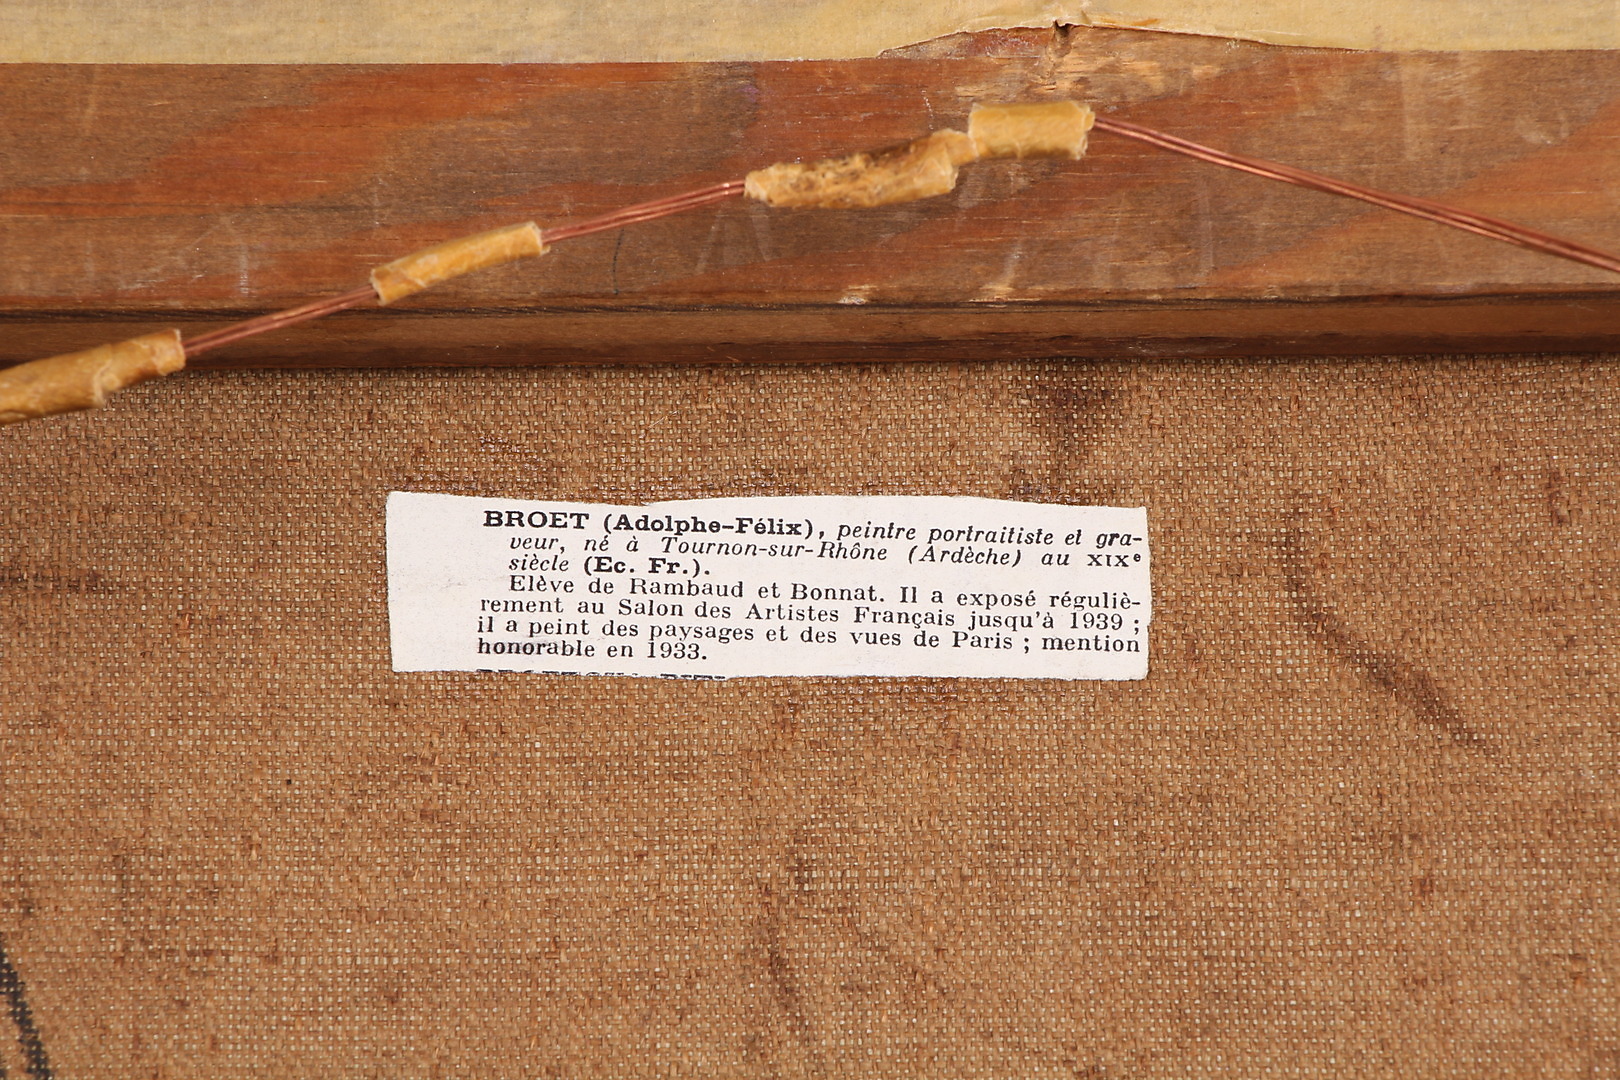 BROET (Adolphe-Félix), peintre portraitiste et gra-
veur, né à Tournon-sur-Rhône (Ardèche) au XIXe
siècle (Ec. Fr.).
Elève de Rambaud et Bonnat. Il a exposé réguliè-
rement au Salon des Artistes Français jusqu'à 1939 ;
il a peint des paysages et des vues de Paris ; mention
honorable en 1933.